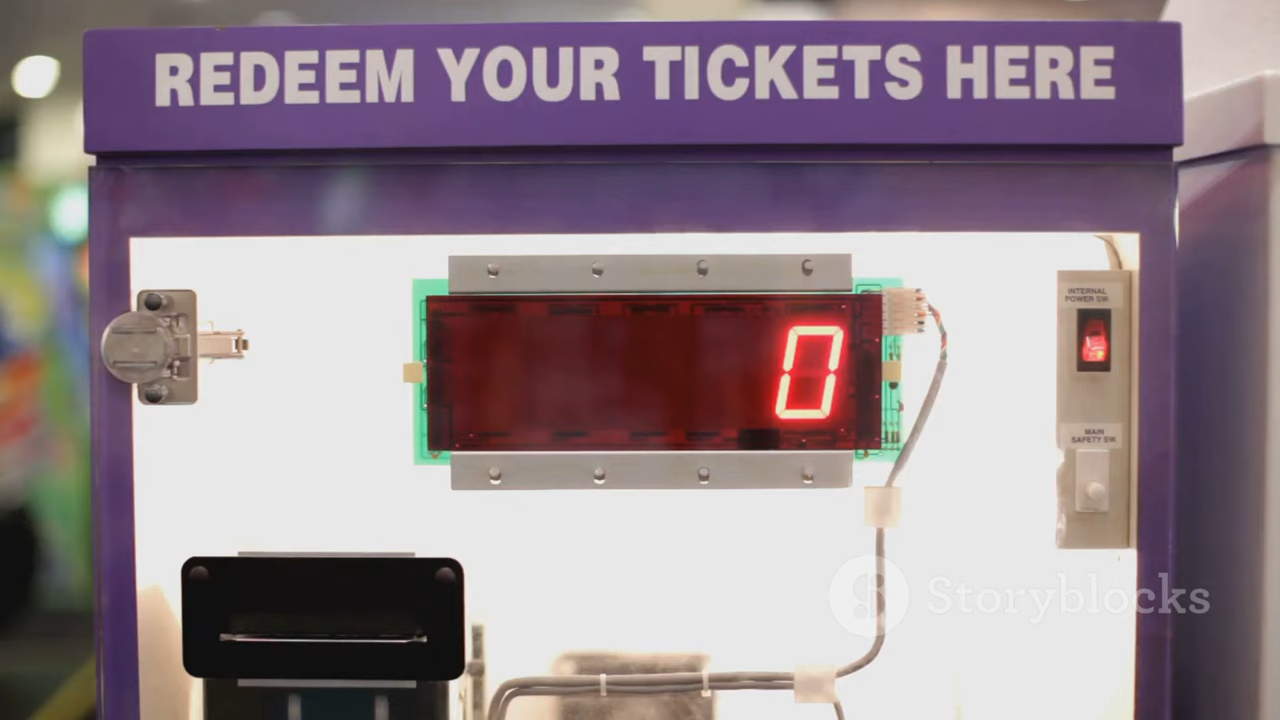 REDEEM YOUR TICKETS HERE
0
INTERNAL
POWER SW.
MAIN
SAFETY SW
Storyblocks